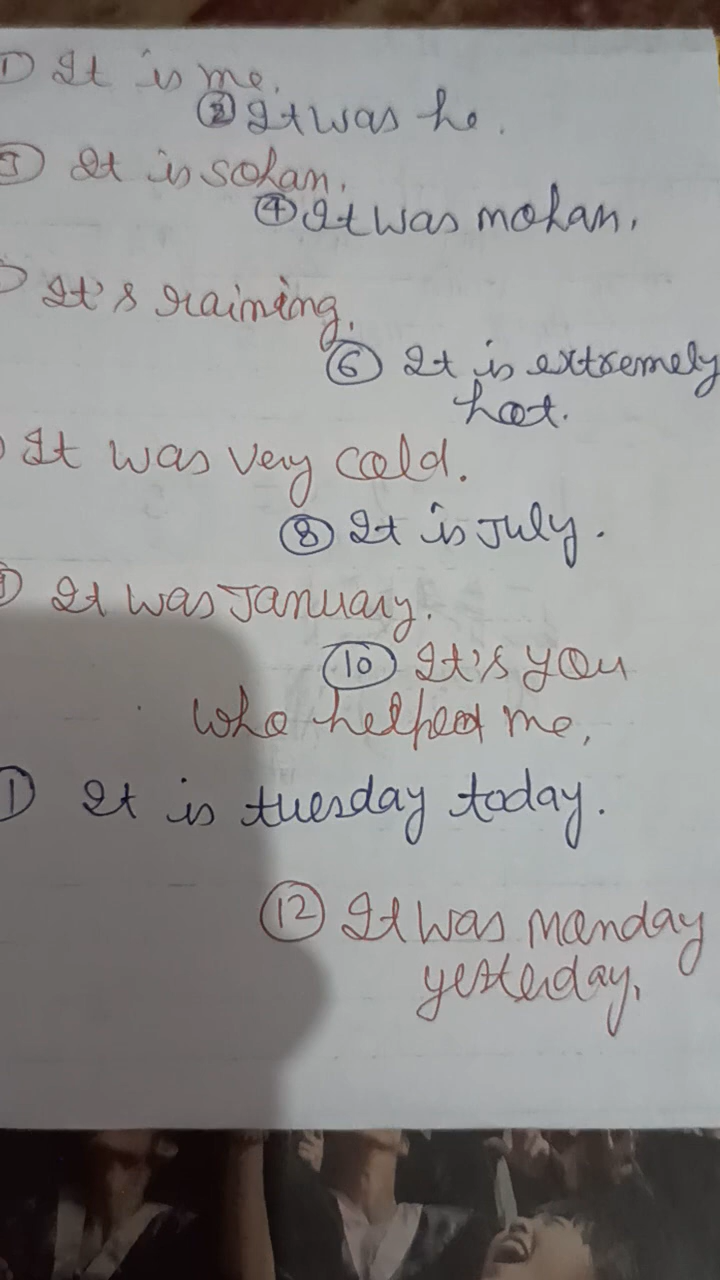 1) It is me.
② It was he.
③ It is sohan.
④ It was mohan.
It's raining.
⑥ It is extremely
hot.
It was very cold.
⑧ It is July.
9) It was January.
⑩ It's you
who helped me,
1) It is tuesday today.
⑫ It was manday
yesterday,